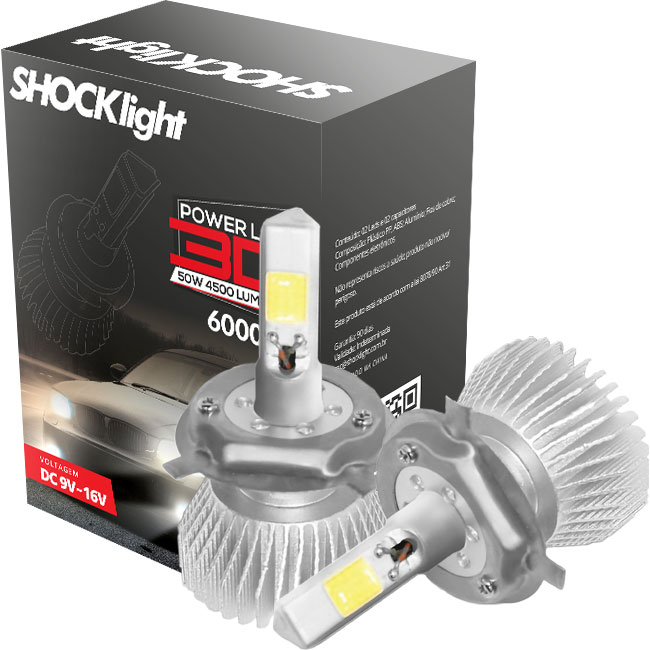 SHOCKlight
SHOCKlight
POWER L
3D
50W 4500 LUM
6000
VOLTAGEM
DC 9V~16V
Conteúdo: 02 Leds e 02 capacitores
Composição: Plástico PP, ABS, Alumínio, Fios de cobre,
Componentes eletrônicos
Não representa riscos a saúde, produto não nocivo/
perigoso.
Este produto está de acordo com a lei 8078/90 Art.31
Garantia: 90 dias
Validade: Indeterminada
@shocklight.com.br
NA CHINA